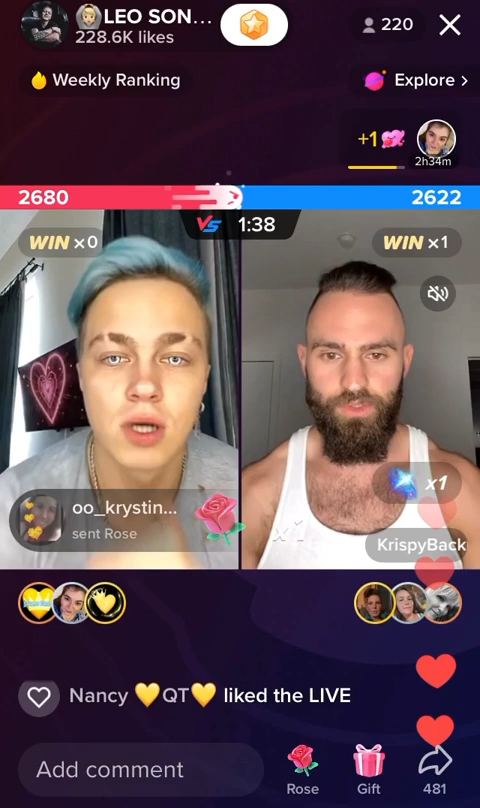 LEO SON...
228.6K likes
220
Weekly Ranking
Explore >
+1
2h34m
2680
2622
VS 1:38
WIN x0
WIN x1
x1
oo_krystin...
sent Rose
x1
KrispyBack
Nancy 💛QT💛 liked the LIVE
Add comment
Rose
Gift
481